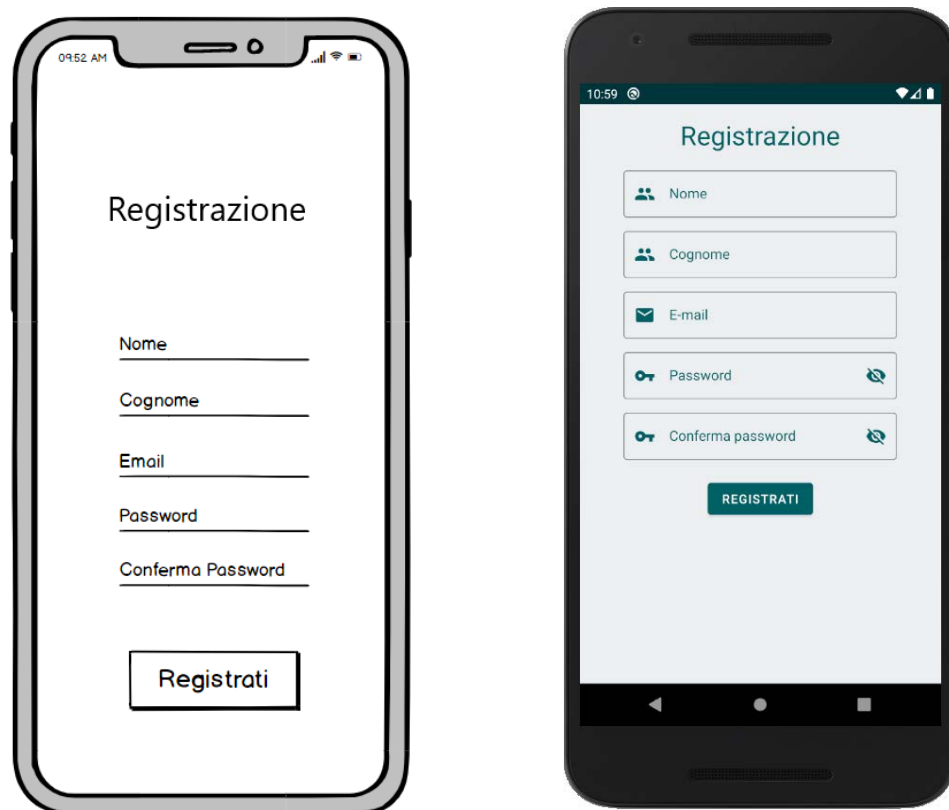 09:52 AM
Registrazione
Nome
Cognome
Email
Password
Conferma Password
Registrati
10:59
Registrazione
Nome
Cognome
E-mail
Password
Conferma password
REGISTRATI